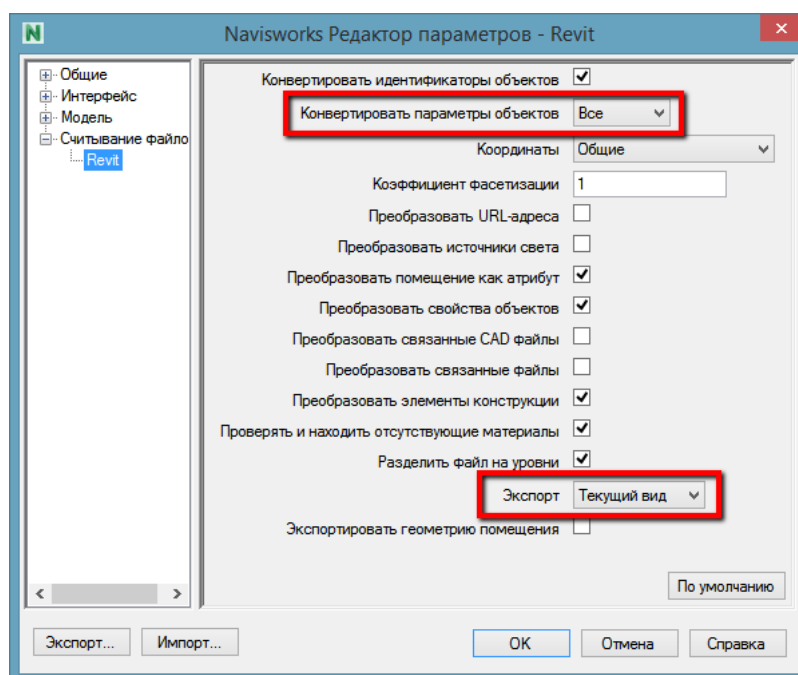 Navisworks Редактор параметров - Revit
Общие
Интерфейс
Модель
Считывание файло
Revit
Конвертировать идентификаторы объектов
Конвертировать параметры объектов Все
Координаты Общие
Коэффициент фасетизации 1
Преобразовать URL-адреса
Преобразовать источники света
Преобразовать помещение как атрибут
Преобразовать свойства объектов
Преобразовать связанные CAD файлы
Преобразовать связанные файлы
Преобразовать элементы конструкции
Проверять и находить отсутствующие материалы
Разделить файл на уровни
Экспорт Текущий вид
Экспортировать геометрию помещения
По умолчанию
Экспорт... Импорт... OK Отмена Справка